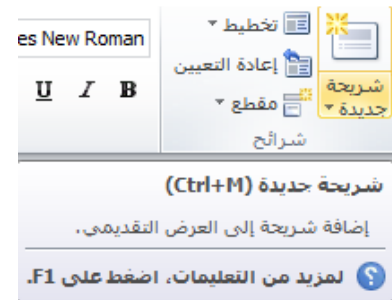 شريحة
جديدة
تخطيط
إعادة التعيين
مقطع
شرائح
es New Roman
U I B
شريحة جديدة (Ctrl+M)
إضافة شريحة إلى العرض التقديمي.
لمزيد من التعليمات، اضغط على F1.